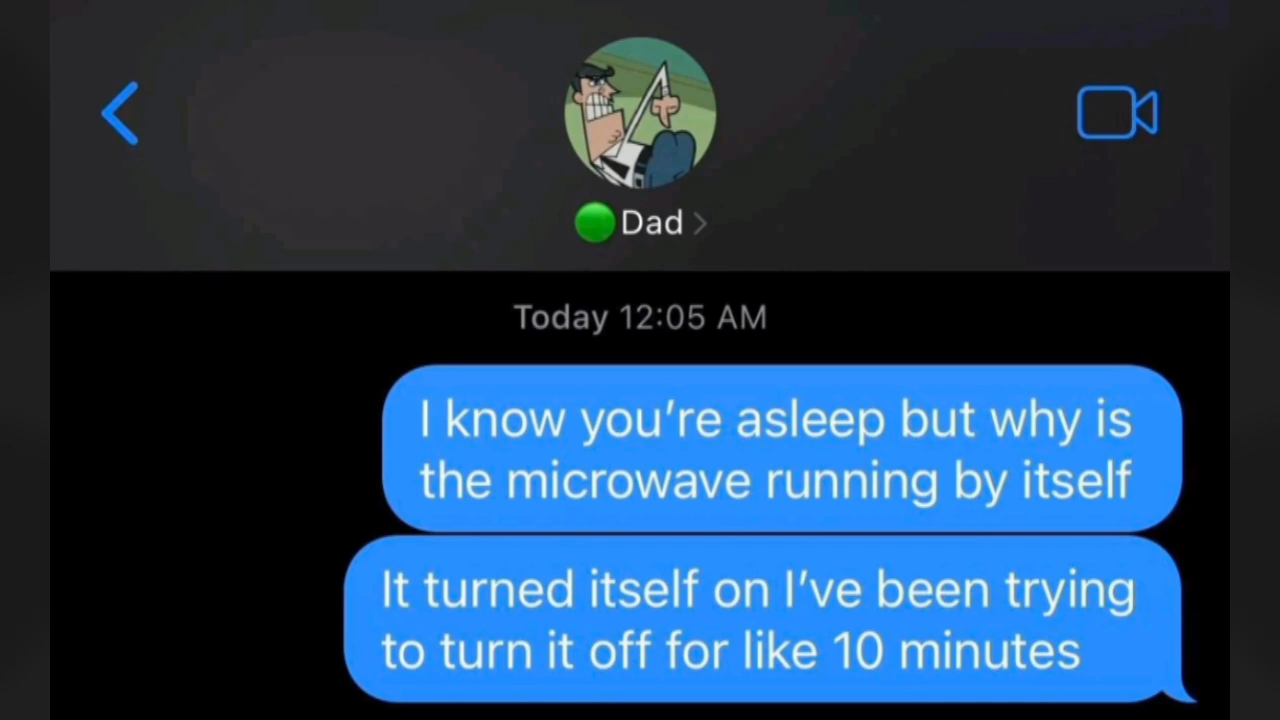 Dad
Today 12:05 AM
I know you’re asleep but why is
the microwave running by itself
It turned itself on I’ve been trying
to turn it off for like 10 minutes